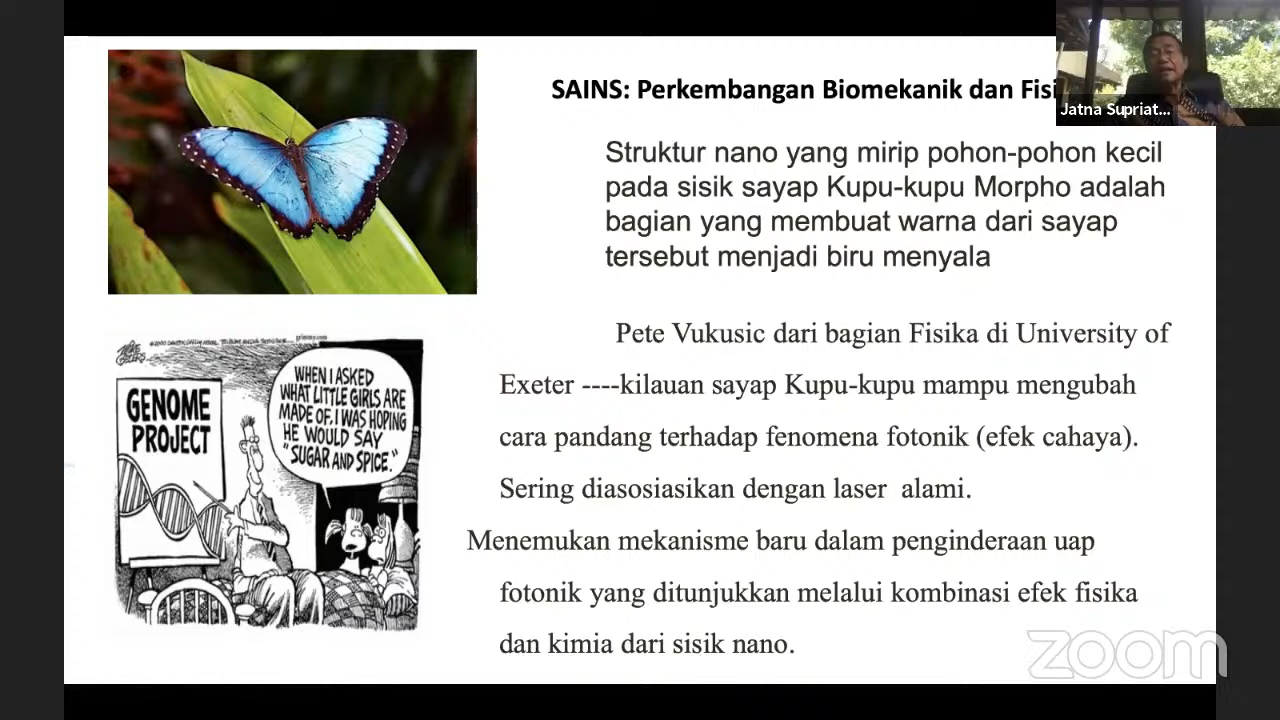 SAINS: Perkembangan Biomekanik dan Fisi
Jatna Supriat...
Struktur nano yang mirip pohon-pohon kecil
pada sisik sayap Kupu-kupu Morpho adalah
bagian yang membuat warna dari sayap
tersebut menjadi biru menyala
grimmy.com
WHEN I ASKED
WHAT LITTLE GIRLS ARE
MADE OF, I WAS HOPING
HE WOULD SAY
"SUGAR AND SPICE."
GENOME
PROJECT
Pete Vukusic dari bagian Fisika di University of
Exeter ----kilauan sayap Kupu-kupu mampu mengubah
cara pandang terhadap fenomena fotonik (efek cahaya).
Sering diasosiasikan dengan laser alami.
Menemukan mekanisme baru dalam penginderaan uap
fotonik yang ditunjukkan melalui kombinasi efek fisika
dan kimia dari sisik nano.
zoom